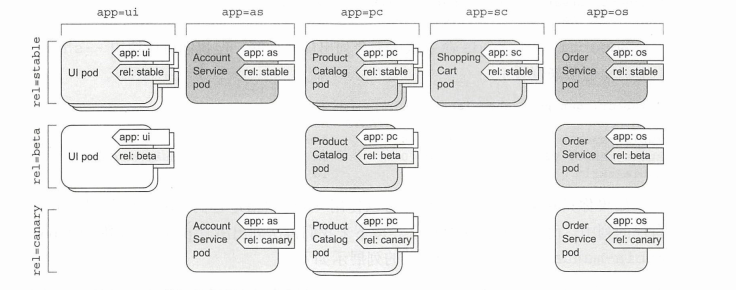 app=ui
app=as
app=pc
app=sc
app=os
rel=stable
UI pod
app: ui
rel: stable
Account
Service
pod
app: as
rel: stable
Product
Catalog
pod
app: pc
rel: stable
Shopping
Cart
pod
app: sc
rel: stable
Order
Service
pod
app: os
rel: stable
rel=beta
UI pod
app: ui
rel: beta
Product
Catalog
pod
app: pc
rel: beta
Order
Service
pod
app: os
rel: beta
rel=canary
Account
Service
pod
app: as
rel: canary
Product
Catalog
pod
app: pc
rel: canary
Order
Service
pod
app: os
rel: canary